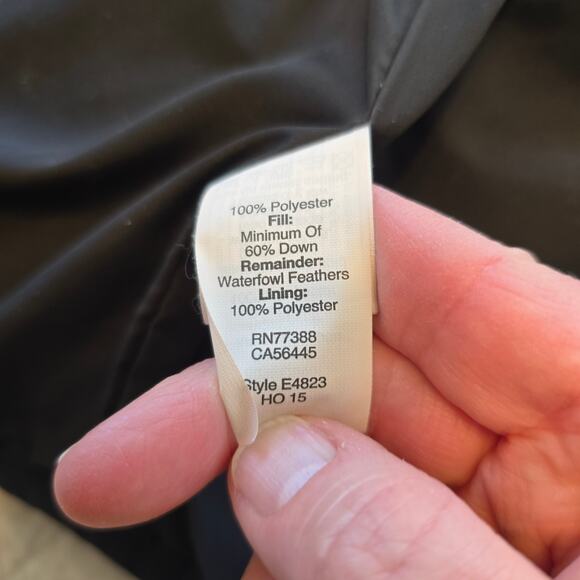 100% Polyester
Fill:
Minimum Of
60% Down
Remainder:
Waterfowl Feathers
Lining:
100% Polyester
RN77388
CA56445
Style E4823
HO 15